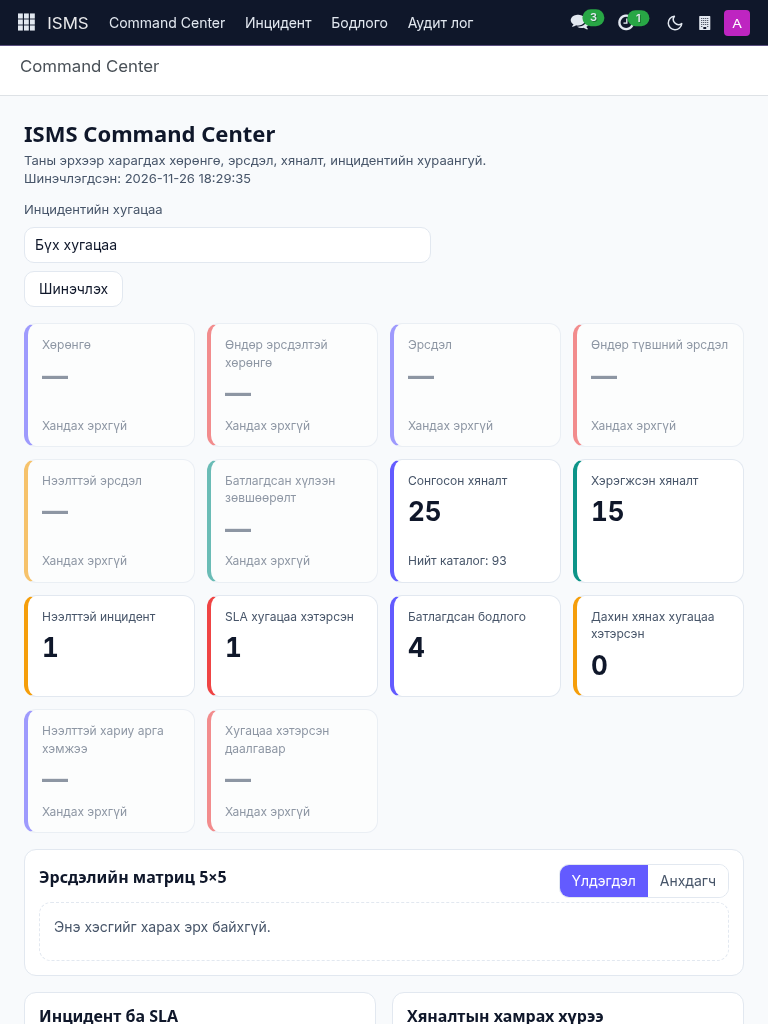 ISMS Command Center Инцидент Бодлого Аудит лог 3 1 A
Command Center
ISMS Command Center
Таны эрхээр харагдах хөрөнгө, эрсдэл, хяналт, инцидентийн хураангуй.
Шинэчлэгдсэн: 2026-11-26 18:29:35
Инцидентийн хугацаа
Бүх хугацаа
Шинэчлэх
Хөрөнгө
—
Хандах эрхгүй
Өндөр эрсдэлтэй
хөрөнгө
—
Хандах эрхгүй
Эрсдэл
—
Хандах эрхгүй
Өндөр түвшний эрсдэл
—
Хандах эрхгүй
Нээлттэй эрсдэл
—
Хандах эрхгүй
Батлагдсан хүлээн
зөвшөөрөлт
—
Хандах эрхгүй
Сонгосон хяналт
25
Нийт каталог: 93
Хэрэгжсэн хяналт
15
Нээлттэй инцидент
1
SLA хугацаа хэтэрсэн
1
Батлагдсан бодлого
4
Дахин хянах хугацаа
хэтэрсэн
0
Нээлттэй хариу арга
хэмжээ
—
Хандах эрхгүй
Хугацаа хэтэрсэн
даалгавар
—
Хандах эрхгүй
Эрсдэлийн матриц 5×5
Үлдэгдэл Анхдагч
Энэ хэсгийг харах эрх байхгүй.
Инцидент ба SLA
Хяналтын хамрах хүрээ